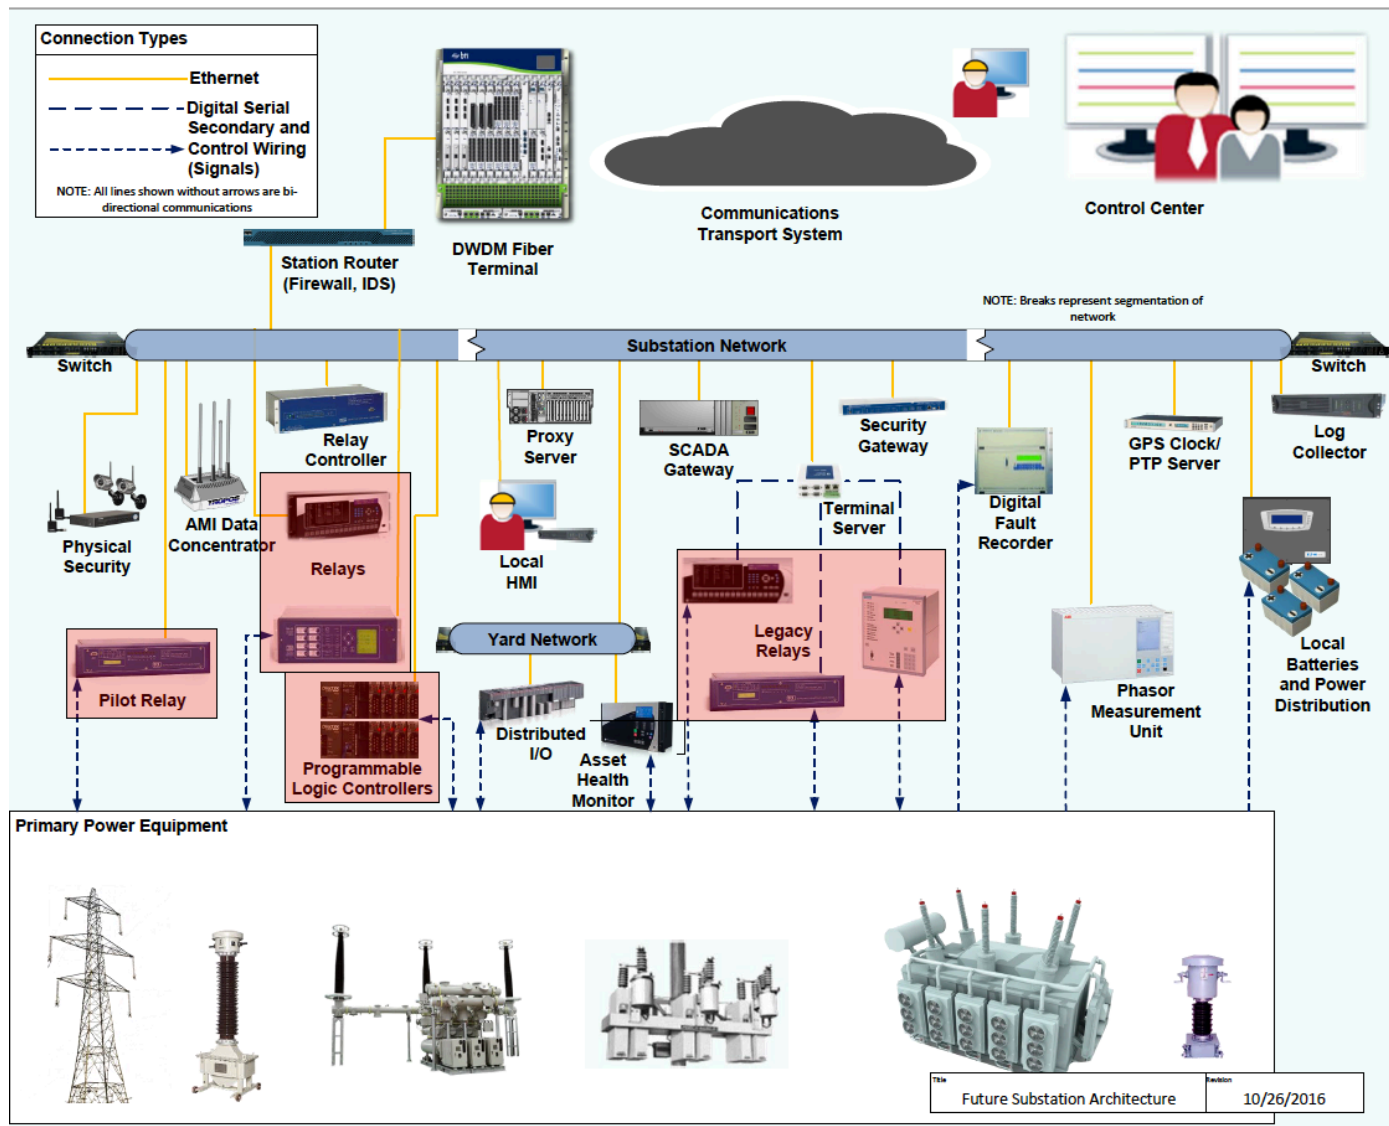 Connection Types
Ethernet
Digital Serial
Secondary and
Control Wiring
(Signals)
NOTE: All lines shown without arrows are bi-
directional communications
DWDM Fiber
Terminal
Communications
Transport System
Control Center
Station Router
(Firewall, IDS)
NOTE: Breaks represent segmentation of
network
Substation Network
Switch
Switch
Physical
Security
AMI Data
Concentrator
Relay
Controller
Relays
Pilot Relay
Programmable
Logic Controllers
Proxy
Server
Local
HMI
Yard Network
Distributed
I/O
Asset
Health
Monitor
SCADA
Gateway
Terminal
Server
Security
Gateway
Legacy
Relays
Digital
Fault
Recorder
GPS Clock/
PTP Server
Log
Collector
Phasor
Measurement
Unit
Local
Batteries
and Power
Distribution
Primary Power Equipment
Title
Future Substation Architecture
Revision
10/26/2016